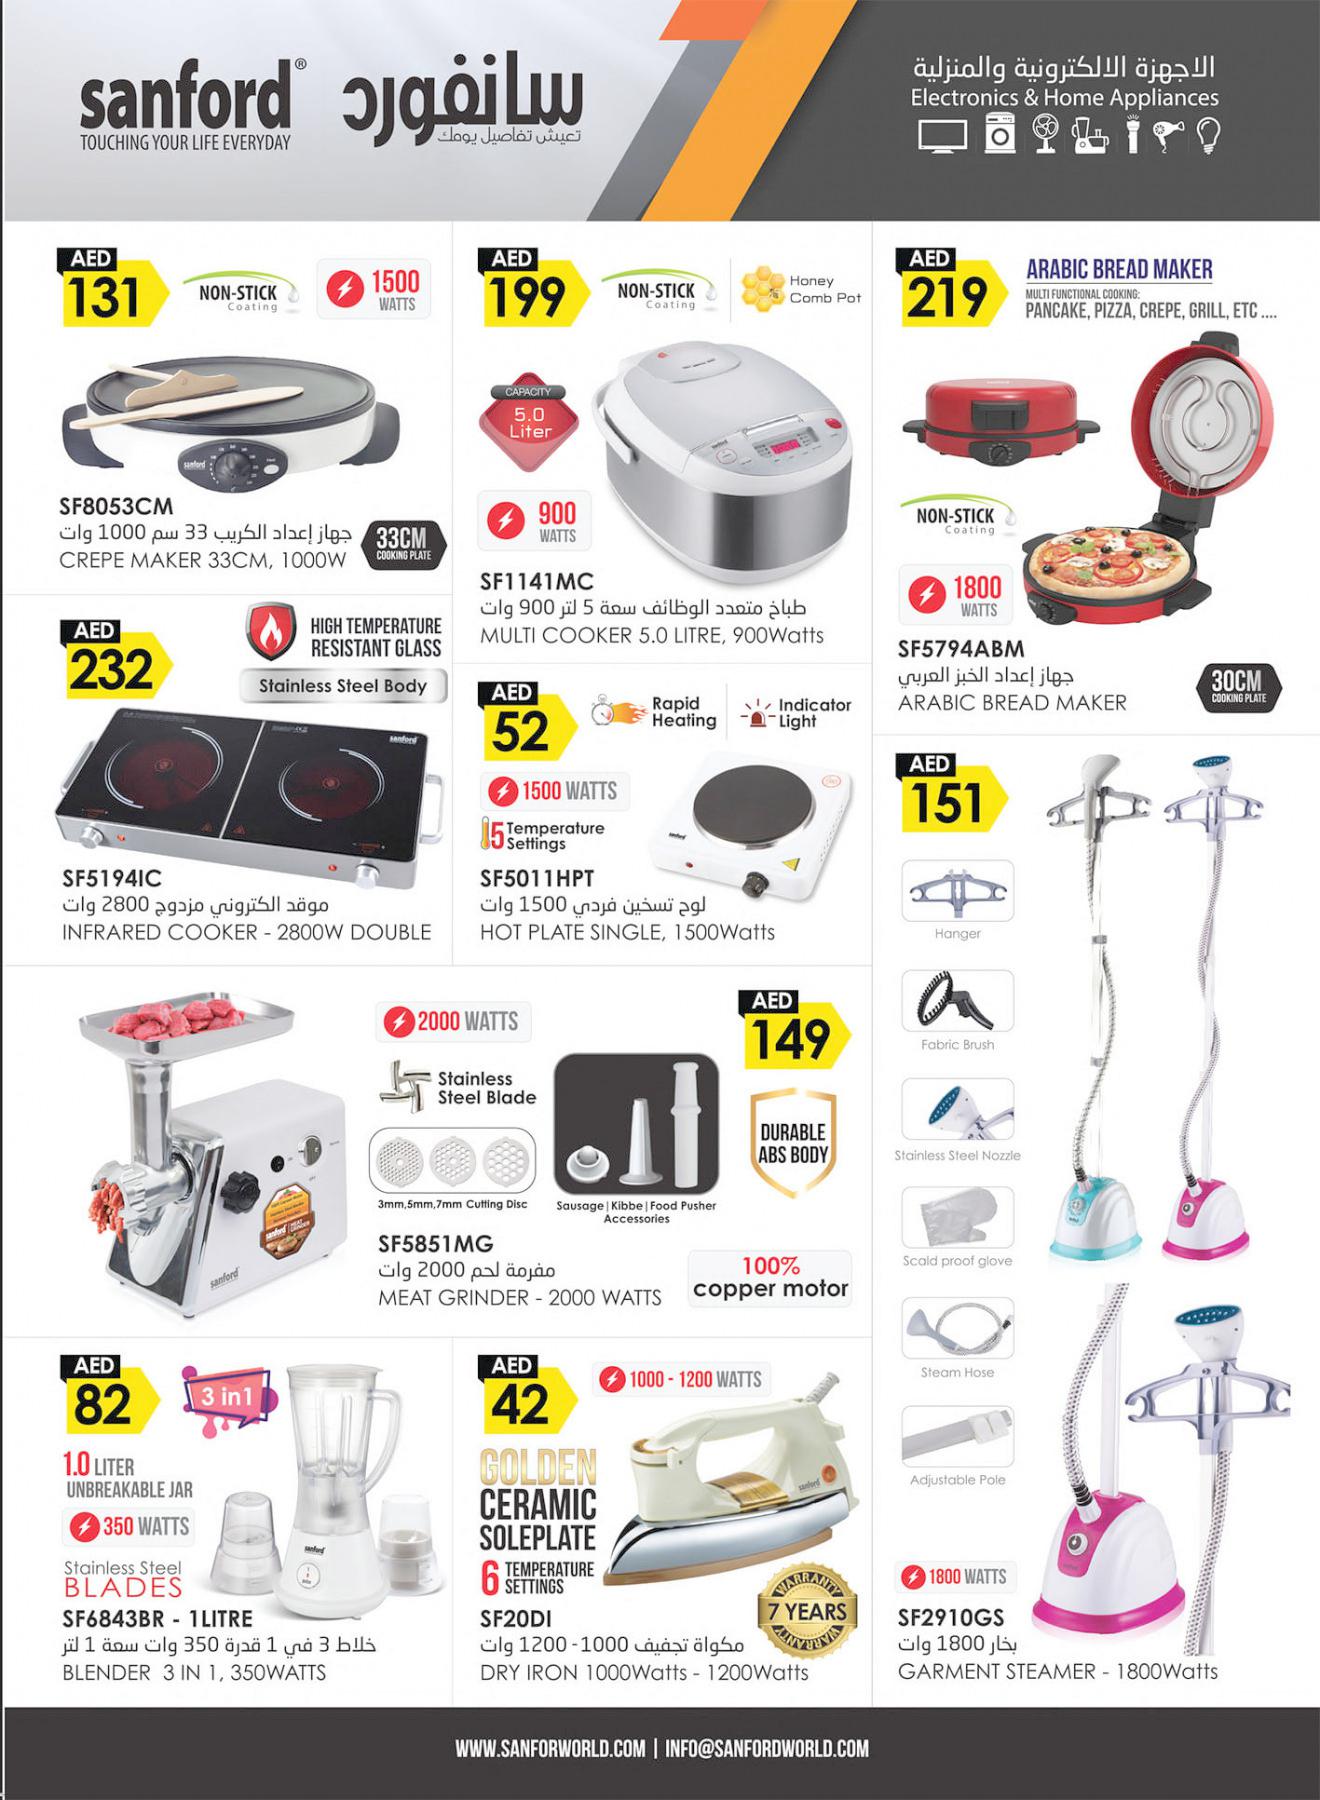 sanford®
TOUCHING YOUR LIFE EVERYDAY
سانفورد
تعيش تفاصيل يومك
الاجهزة الالكترونية والمنزلية
Electronics & Home Appliances
AED
131
NON-STICK
Coating
1500
WATTS
sanford
SF8053CM
جهاز إعداد الكريب 33 سم 1000 وات
CREPE MAKER 33CM, 1000W
33CM
COOKING PLATE
AED
199
NON-STICK
Coating
Honey
Comb Pot
CAPACITY
5.0
Liter
900
WATTS
SF1141MC
طباخ متعدد الوظائف سعة 5 لتر 900 وات
MULTI COOKER 5.0 LITRE, 900Watts
AED
219
ARABIC BREAD MAKER
MULTI FUNCTIONAL COOKING:
PANCAKE, PIZZA, CREPE, GRILL, ETC ....
NON-STICK
Coating
1800
WATTS
SF5794ABM
جهاز إعداد الخبز العربي
ARABIC BREAD MAKER
30CM
COOKING PLATE
AED
232
HIGH TEMPERATURE
RESISTANT GLASS
Stainless Steel Body
sanford
SF5194IC
موقد الكتروني مزدوج 2800 وات
INFRARED COOKER - 2800W DOUBLE
AED
52
Rapid
Heating
Indicator
Light
1500 WATTS
5 Temperature
Settings
sanford
SF5011HPT
لوح تسخين فردي 1500 وات
HOT PLATE SINGLE, 1500Watts
AED
151
Hanger
Fabric Brush
Stainless Steel Nozzle
Scald proof glove
Steam Hose
Adjustable Pole
1800 WATTS
SF2910GS
بخار 1800 وات
GARMENT STEAMER - 1800Watts
2000 WATTS
AED
149
Stainless
Steel Blade
3mm,5mm,7mm Cutting Disc
Sausage | Kibbe | Food Pusher
Accessories
DURABLE
ABS BODY
sanford
MEAT
GRINDER
sanford
SF5851MG
مفرمة لحم 2000 وات
MEAT GRINDER - 2000 WATTS
100%
copper motor
AED
82
3 in1
1.0 LITER
UNBREAKABLE JAR
350 WATTS
Stainless Steel
BLADES
sanford
SF6843BR - 1LITRE
خلاط 3 في 1 قدرة 350 وات سعة 1 لتر
BLENDER 3 IN 1, 350WATTS
AED
42
1000 - 1200 WATTS
GOLDEN
CERAMIC
SOLEPLATE
6 TEMPERATURE
SETTINGS
sanford
WARRANTY
7 YEARS
WARRANTY
SF20DI
مكواة تجفيف 1000- 1200 وات
DRY IRON 1000Watts - 1200Watts
WWW.SANFORWORLD.COM | INFO@SANFORDWORLD.COM